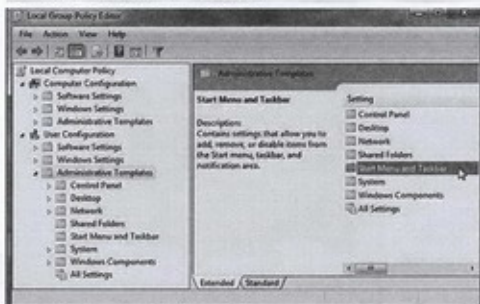 Local Group Policy Editor
File Action View Help
Local Computer Policy
Computer Configuration
Software Settings
Windows Settings
Administrative Templates
User Configuration
Software Settings
Windows Settings
Administrative Templates
Control Panel
Desktop
Network
Shared Folders
Start Menu and Taskbar
System
Windows Components
All Settings
Administrative Templates
Start Menu and Taskbar
Description:
Contains settings that allow you to
add, remove, or disable items from
the Start menu, taskbar, and
notification area.
Setting
Control Panel
Desktop
Network
Shared Folders
Start Menu and Taskbar
System
Windows Components
All Settings
Extended Standard